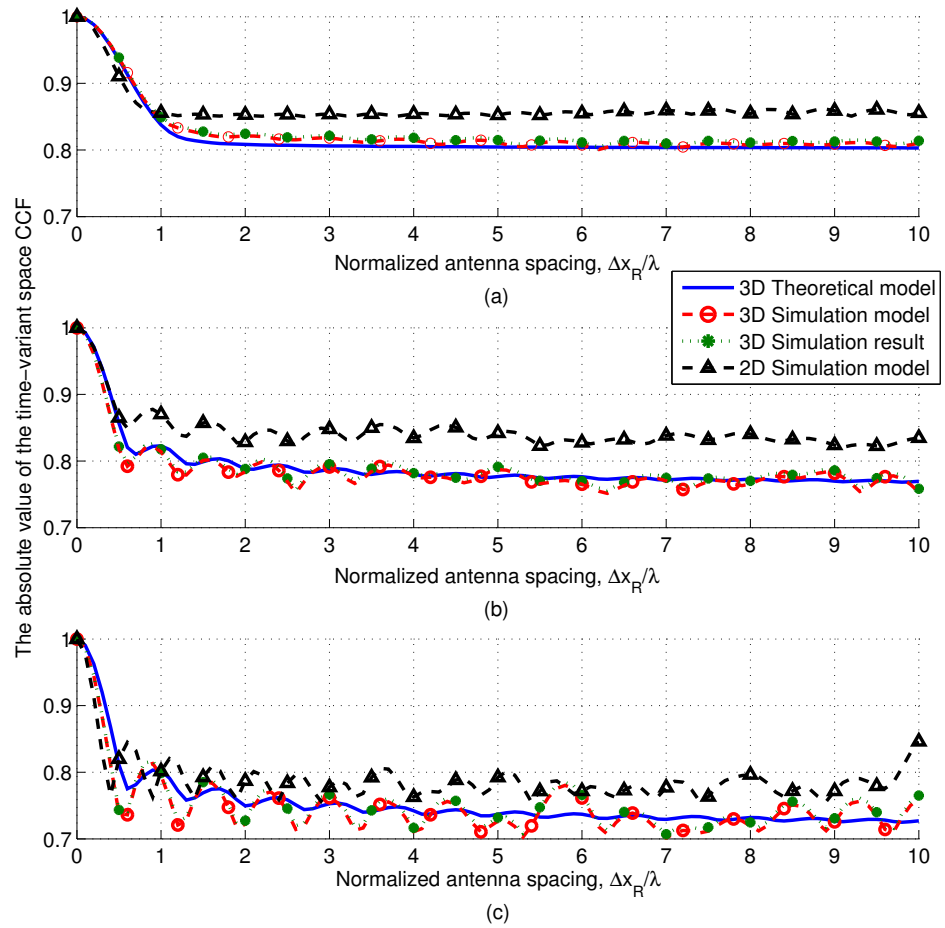 The absolute value of the time-variant space CCF
1
0.9
0.8
0.7
0 1 2 3 4 5 6 7 8 9 10
Normalized antenna spacing, Δx_R/λ
(a)
3D Theoretical model
3D Simulation model
3D Simulation result
2D Simulation model
1
0.9
0.8
0.7
0 1 2 3 4 5 6 7 8 9 10
Normalized antenna spacing, Δx_R/λ
(b)
1
0.9
0.8
0.7
0 1 2 3 4 5 6 7 8 9 10
Normalized antenna spacing, Δx_R/λ
(c)